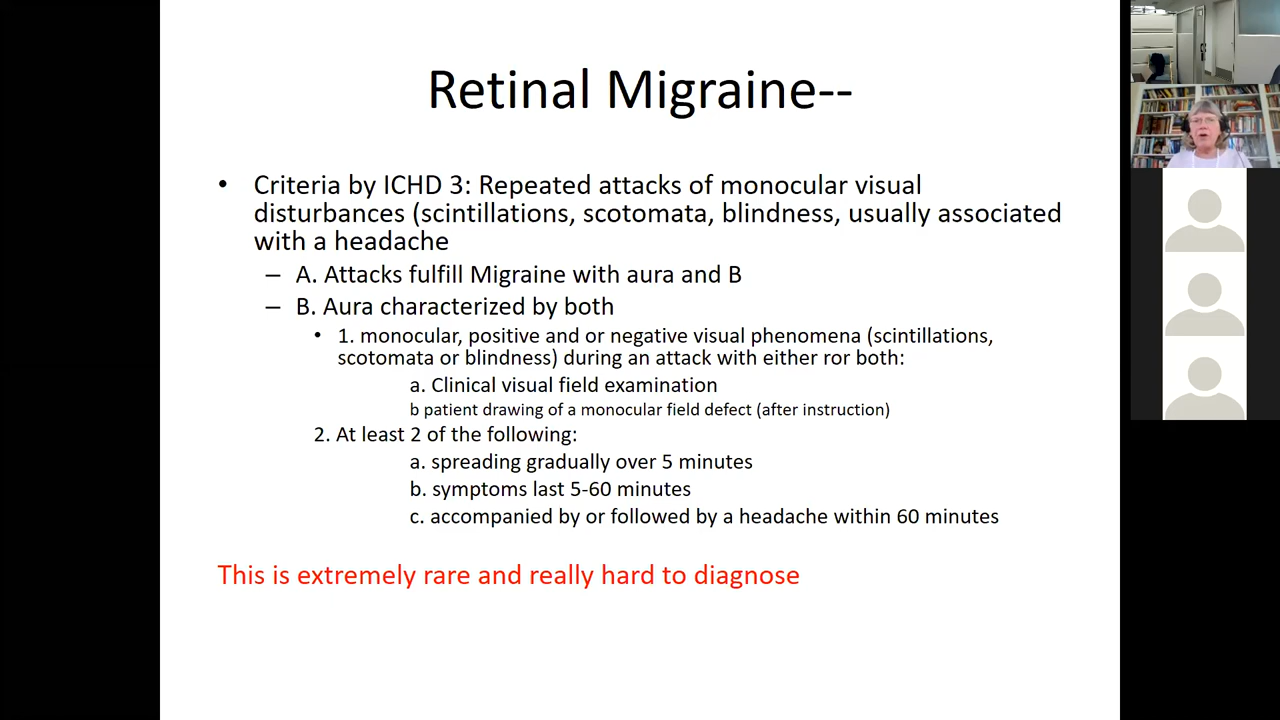 Retinal Migraine--
• Criteria by ICHD 3: Repeated attacks of monocular visual
disturbances (scintillations, scotomata, blindness, usually associated
with a headache
– A. Attacks fulfill Migraine with aura and B
– B. Aura characterized by both
• 1. monocular, positive and or negative visual phenomena (scintillations,
scotomata or blindness) during an attack with either ror both:
a. Clinical visual field examination
b patient drawing of a monocular field defect (after instruction)
2. At least 2 of the following:
a. spreading gradually over 5 minutes
b. symptoms last 5-60 minutes
c. accompanied by or followed by a headache within 60 minutes
This is extremely rare and really hard to diagnose